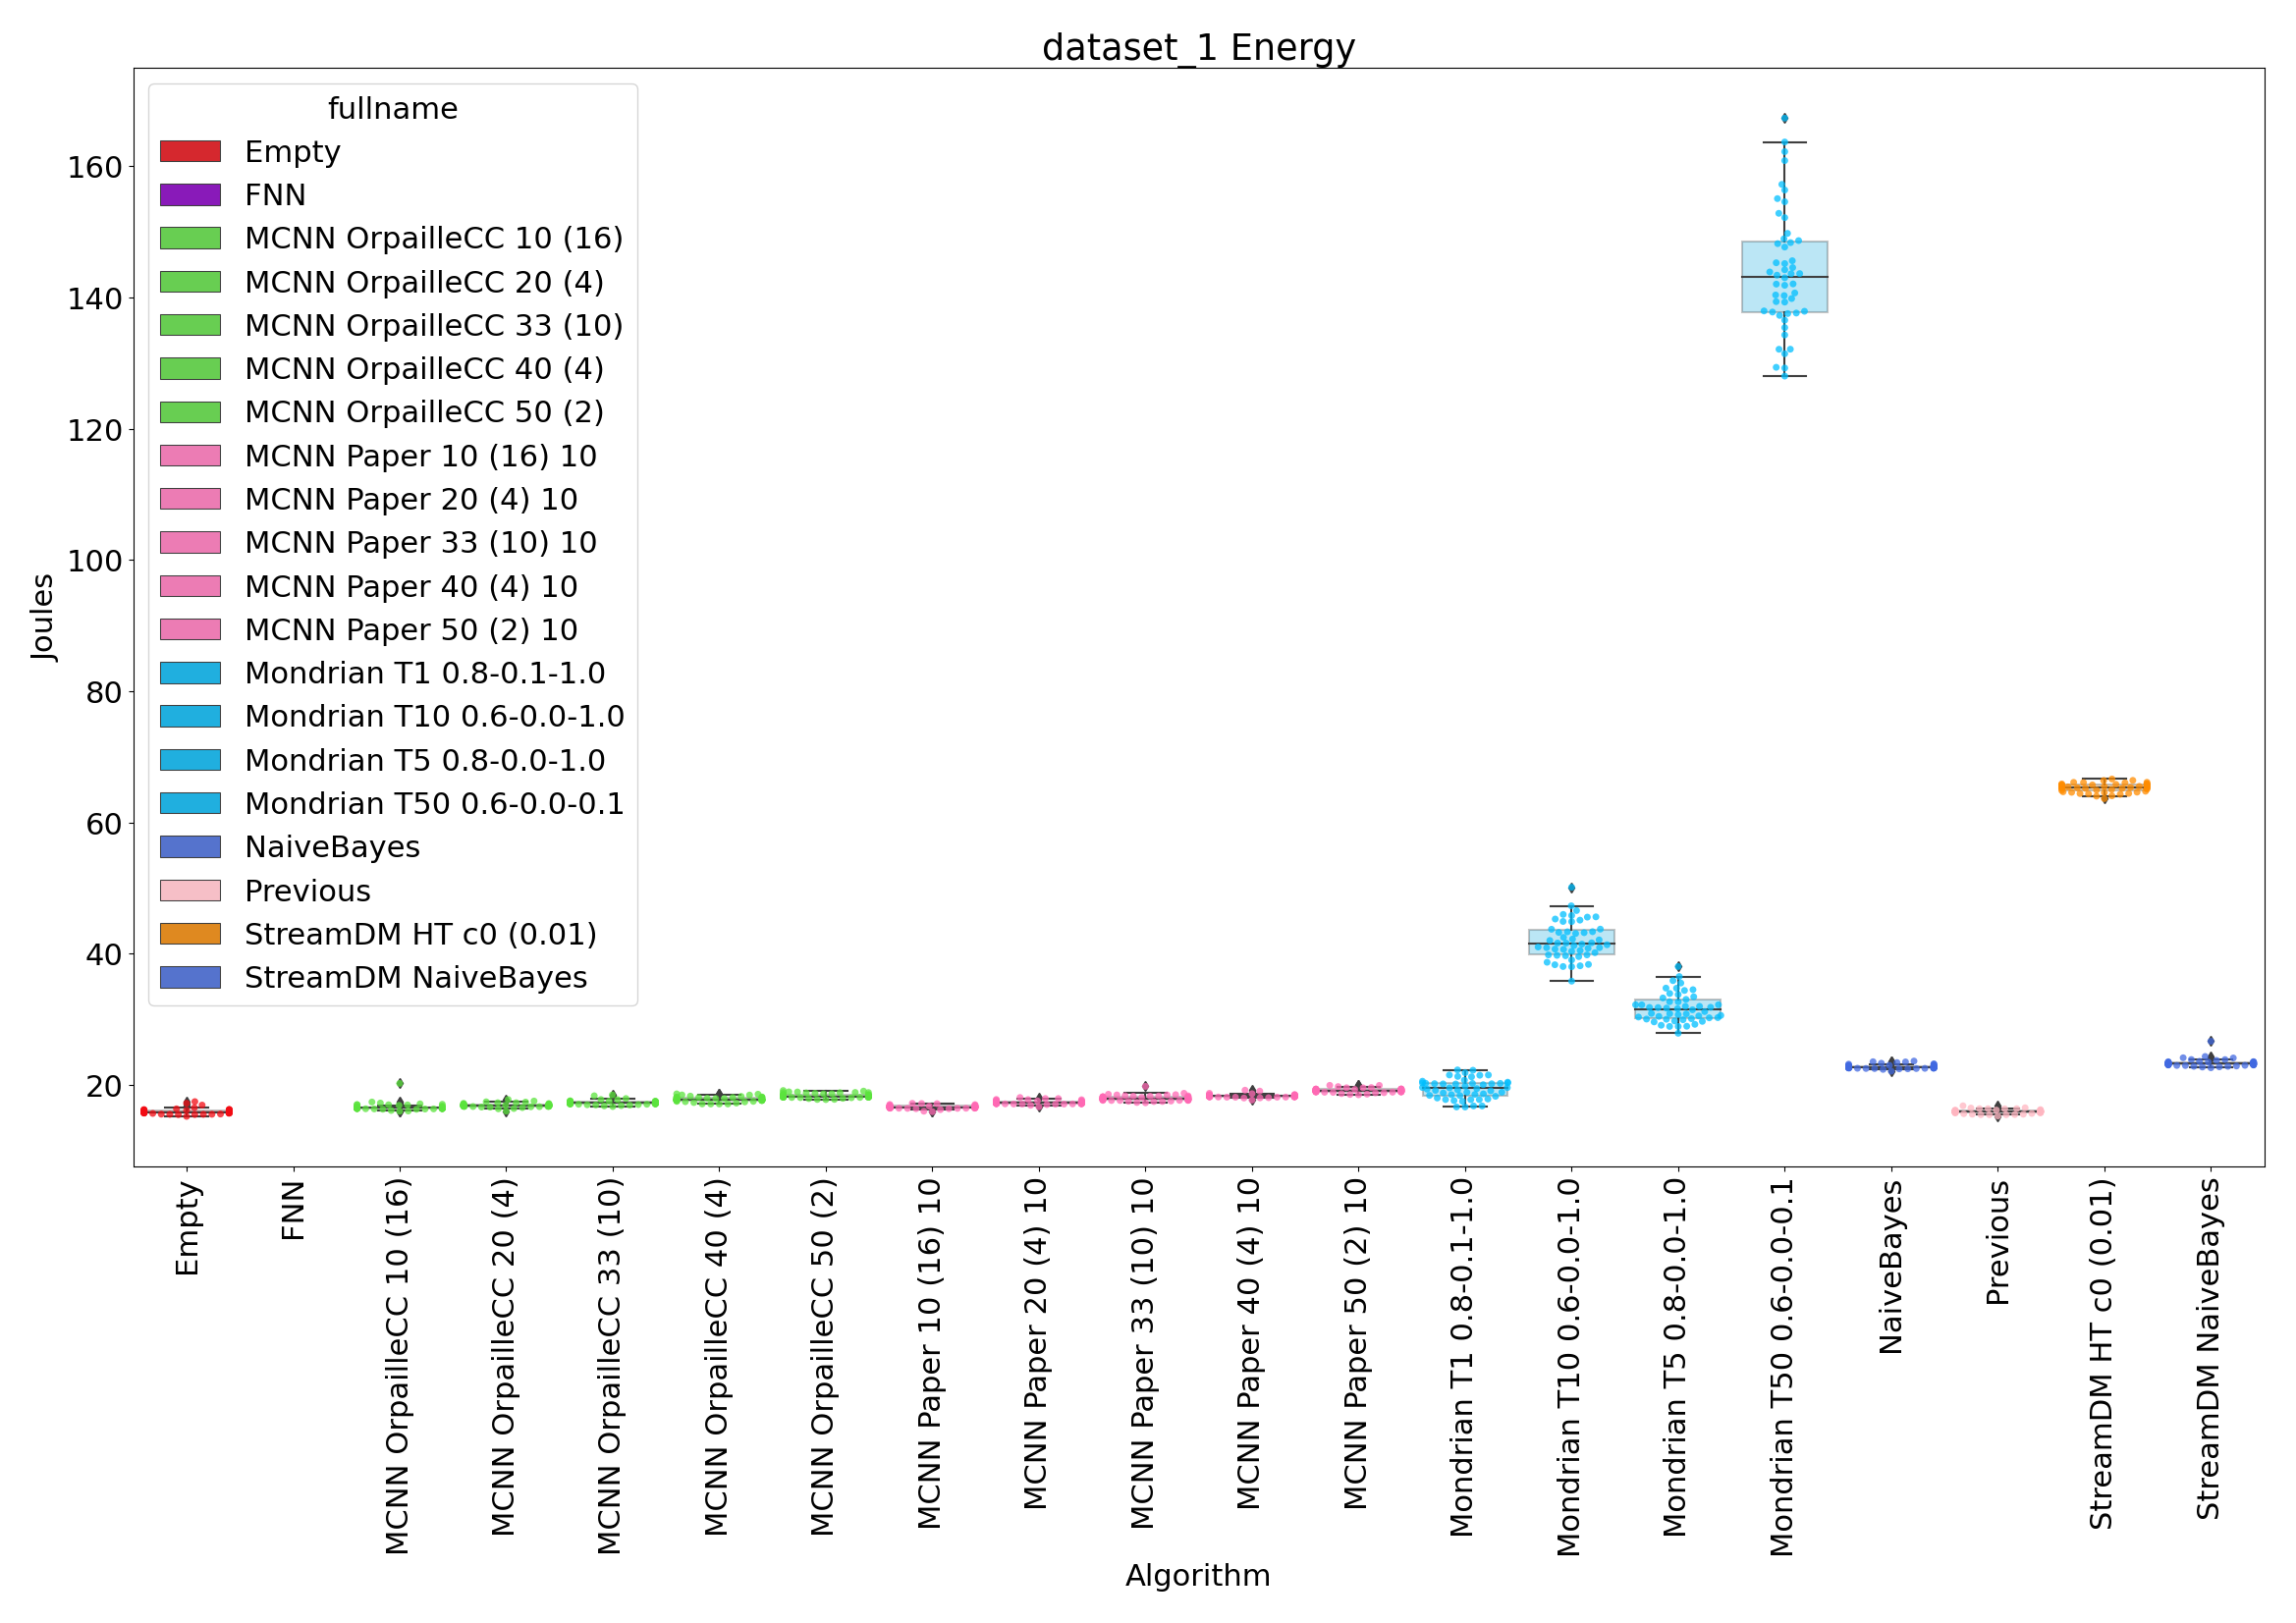 dataset_1 Energy
fullname
Empty
FNN
MCNN OrpailleCC 10 (16)
MCNN OrpailleCC 20 (4)
MCNN OrpailleCC 33 (10)
MCNN OrpailleCC 40 (4)
MCNN OrpailleCC 50 (2)
MCNN Paper 10 (16) 10
MCNN Paper 20 (4) 10
MCNN Paper 33 (10) 10
MCNN Paper 40 (4) 10
MCNN Paper 50 (2) 10
Mondrian T1 0.8-0.1-1.0
Mondrian T10 0.6-0.0-1.0
Mondrian T5 0.8-0.0-1.0
Mondrian T50 0.6-0.0-0.1
NaiveBayes
Previous
StreamDM HT c0 (0.01)
StreamDM NaiveBayes
Joules
160
140
120
100
80
60
40
20
Empty
FNN
MCNN OrpailleCC 10 (16)
MCNN OrpailleCC 20 (4)
MCNN OrpailleCC 33 (10)
MCNN OrpailleCC 40 (4)
MCNN OrpailleCC 50 (2)
MCNN Paper 10 (16) 10
MCNN Paper 20 (4) 10
MCNN Paper 33 (10) 10
MCNN Paper 40 (4) 10
MCNN Paper 50 (2) 10
Mondrian T1 0.8-0.1-1.0
Mondrian T10 0.6-0.0-1.0
Mondrian T5 0.8-0.0-1.0
Mondrian T50 0.6-0.0-0.1
NaiveBayes
Previous
StreamDM HT c0 (0.01)
StreamDM NaiveBayes
Algorithm